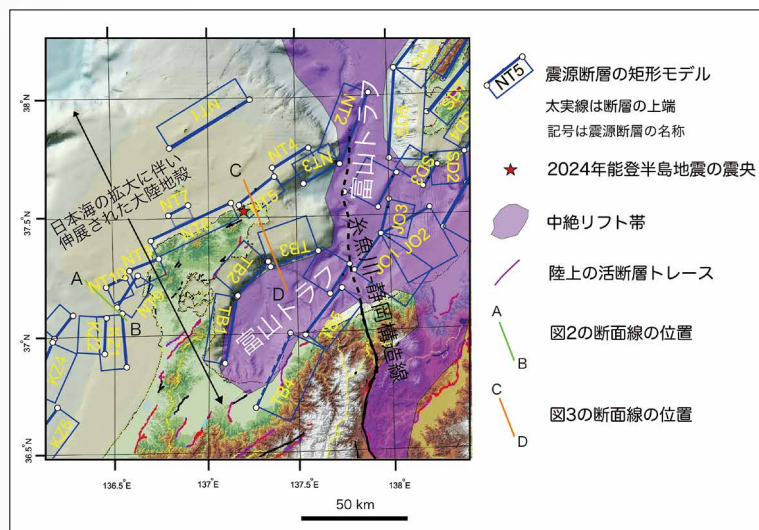 38°N
37.5°N
37°N
36.5°N
136.5°E
137°E
137.5°E
138°E
50 km
日本海の拡大に伴い
伸展された大陸地殻
NT1
NT2
NT3
NT4
NT5
NT7
NT9
NT10
TB1
TB2
TB3
TB4
KZ2
KZ4
KZ6
JO1
JO2
JO3
SD2
SD3
SD4
富山トラフ
富山トラフ
糸魚川-静岡構造線
A
B
C
D
NT5
震源断層の矩形モデル
太実線は断層の上端
記号は震源断層の名称
2024年能登半島地震の震央
中絶リフト帯
陸上の活断層トレース
A
図2の断面線の位置
B
C
図3の断面線の位置
D